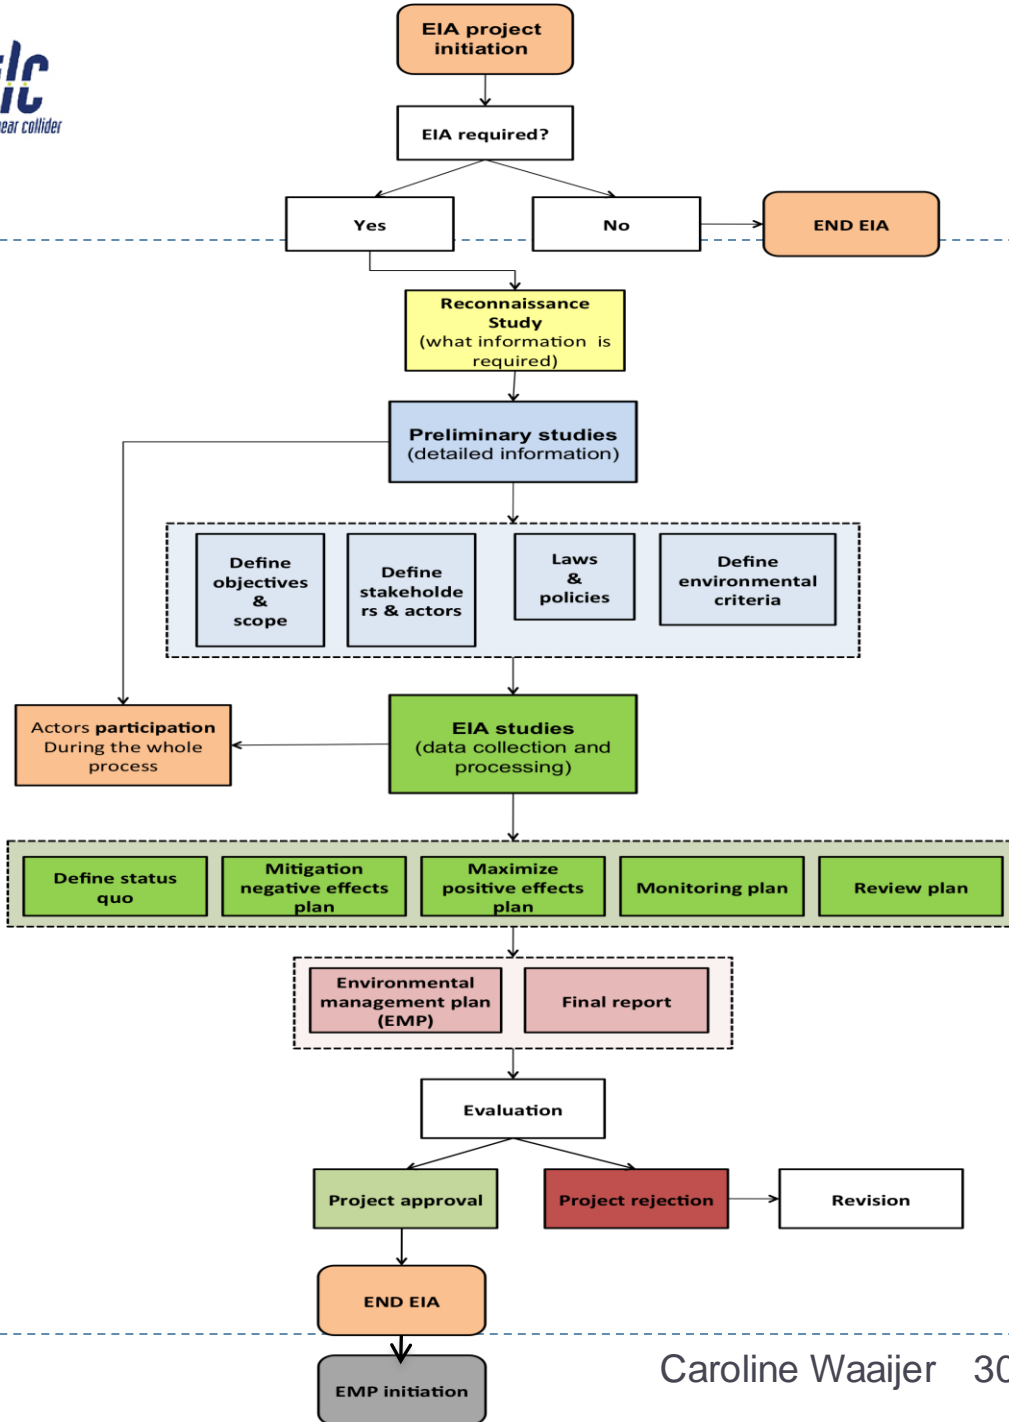 EIA project
initiation
ilc
near collider
EIA required?
Yes
No
END EIA
Reconnaissance
Study
(what information is
required)
Preliminary studies
(detailed information)
Define
objectives
&
scope
Define
stakeholde
rs & actors
Laws
&
policies
Define
environmental
criteria
Actors participation
During the whole
process
EIA studies
(data collection and
processing)
Define status
quo
Mitigation
negative effects
plan
Maximize
positive effects
plan
Monitoring plan
Review plan
Environmental
management plan
(EMP)
Final report
Evaluation
Project approval
Project rejection
Revision
END EIA
EMP initiation
Caroline Waaijer 30